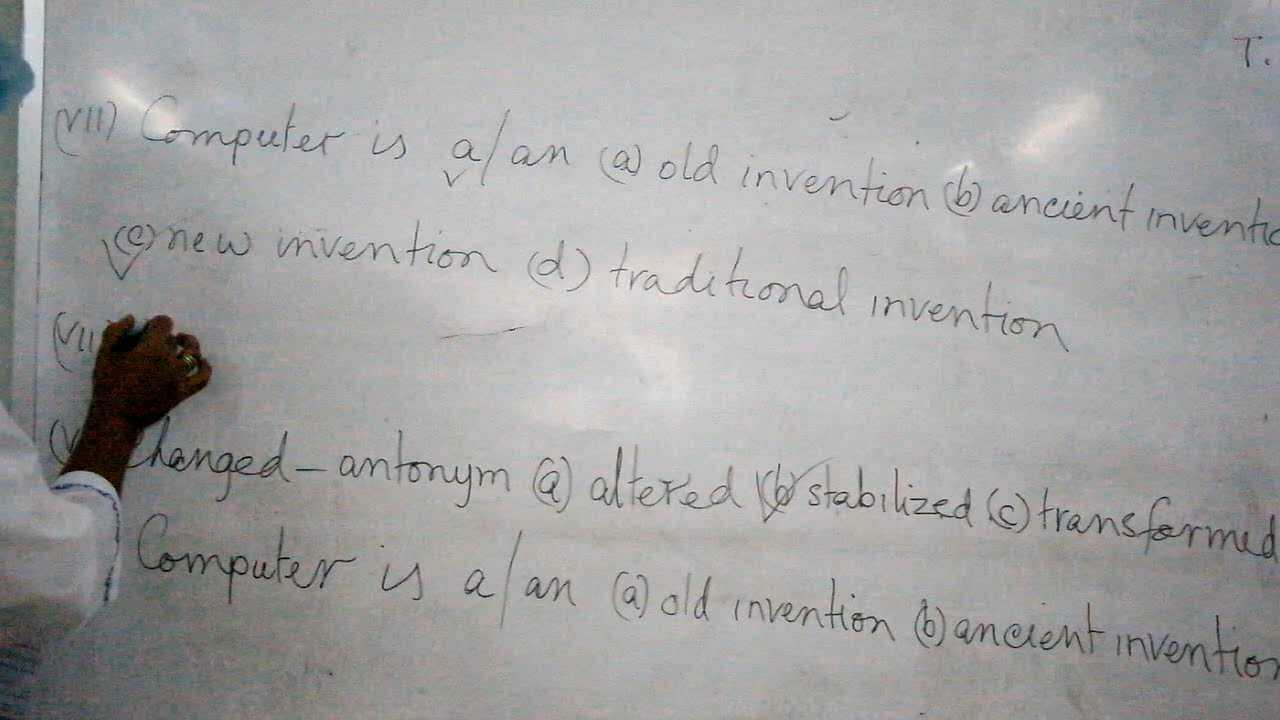 T.
(VII) Computer is a/an (a) old invention (b) ancient
(c) new invention (d) traditional invention
(VII
changed - antonym (a) altered (b) stabilized (c) transformed
Computer is a/an (a) old invention (b) ancient invention